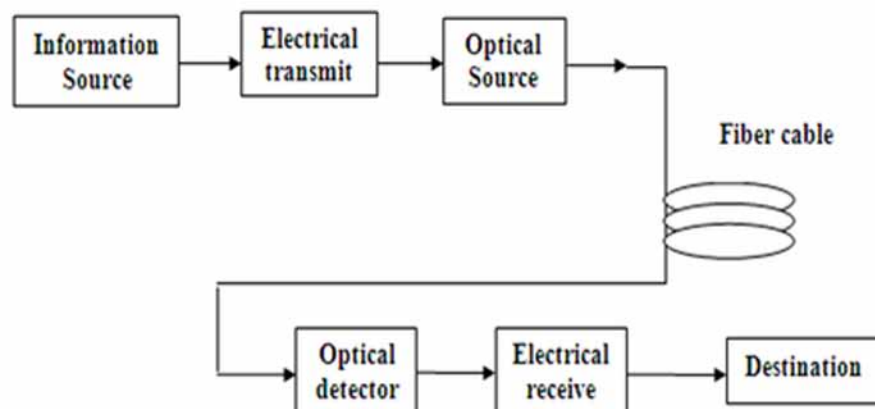 Information
Source
Electrical
transmit
Optical
Source
Fiber cable
Optical
detector
Electrical
receive
Destination